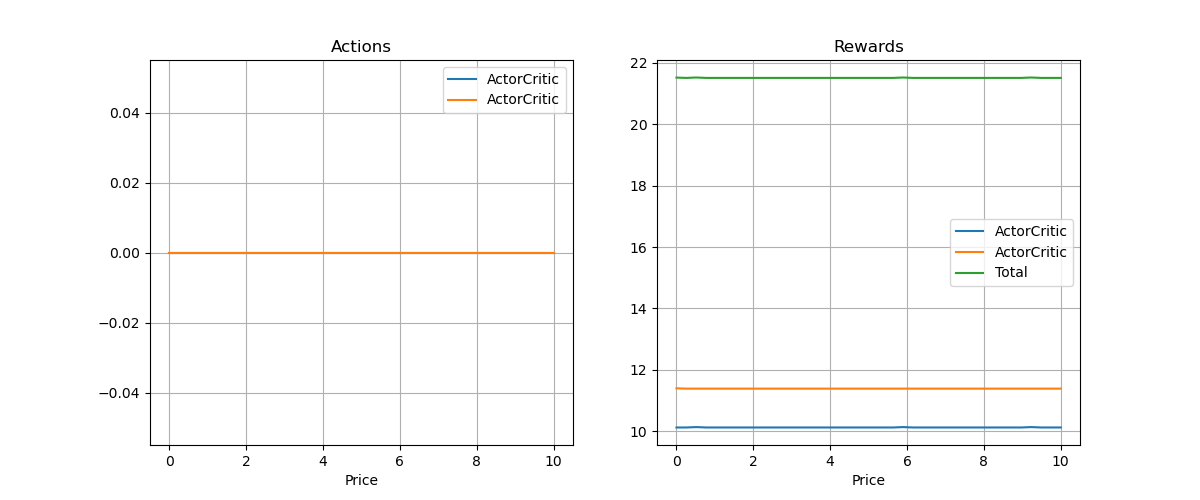 Actions
ActorCritic
ActorCritic
0.04
0.02
0.00
−0.02
−0.04
0 2 4 6 8 10
Price
Rewards
22
20
18
16
14
12
10
ActorCritic
ActorCritic
Total
0 2 4 6 8 10
Price